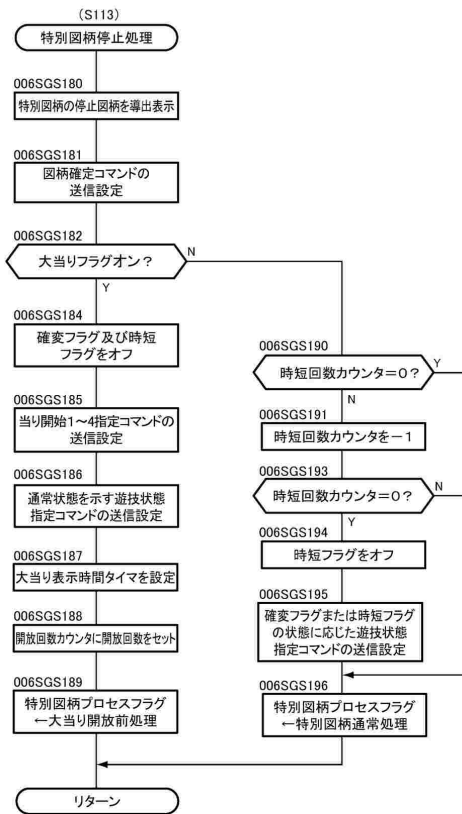 (S113)
特別図柄停止処理
006SGS180
特別図柄の停止図柄を導出表示
006SGS181
図柄確定コマンドの
送信設定
006SGS182
大当りフラグオン？
N
Y
006SGS184
確変フラグ及び時短
フラグをオフ
006SGS185
当り開始1～4指定コマンドの
送信設定
006SGS186
通常状態を示す遊技状態
指定コマンドの送信設定
006SGS187
大当り表示時間タイマを設定
006SGS188
開放回数カウンタに開放回数をセット
006SGS189
特別図柄プロセスフラグ
←大当り開放前処理
006SGS190
時短回数カウンタ＝0？
Y
N
006SGS191
時短回数カウンタを－1
006SGS193
時短回数カウンタ＝0？
N
Y
006SGS194
時短フラグをオフ
006SGS195
確変フラグまたは時短フラグ
の状態に応じた遊技状態
指定コマンドの送信設定
006SGS196
特別図柄プロセスフラグ
←特別図柄通常処理
リターン